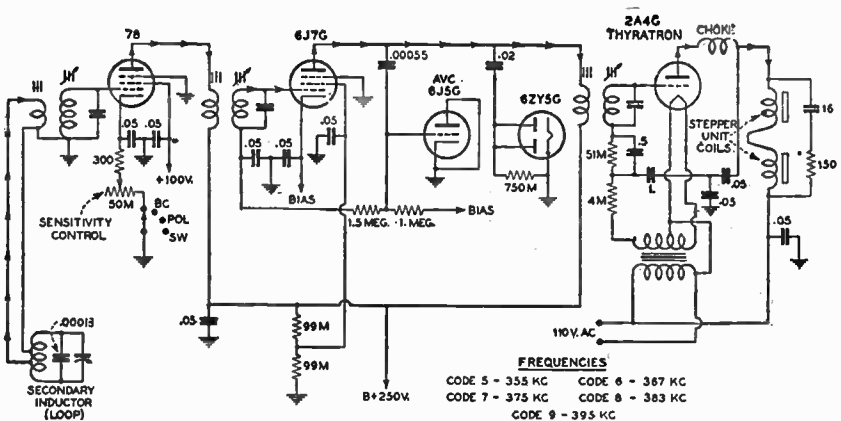 78
6J7G
2A4G
THYRATRON
CHOKE
.00055
.02
AVC
6J5G
6ZY5G
STEPPER
UNIT
COILS
.16
150
.05 .05
300
+100V.
50M
SENSITIVITY
CONTROL
BC
POL
SW
.05 .05
.05
BIAS
750M
1.5 MEG. 1. MEG.
BIAS
51M
.5
1.
4M
.05
.05
.05
.00013
SECONDARY
INDUCTOR
(LOOP)
.05
99M
99M
B+250V.
110V. AC
FREQUENCIES
CODE 5 - 355 KC CODE 6 - 367 KC
CODE 7 - 375 KC CODE 8 - 383 KC
CODE 9 - 395 KC